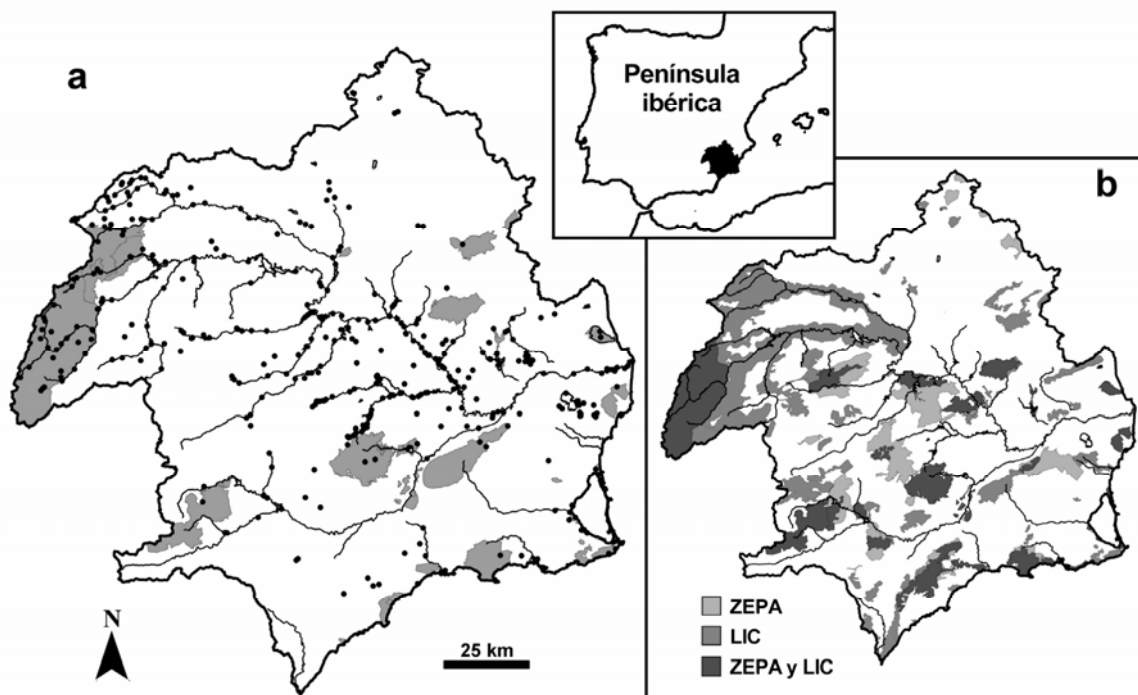 a
Península
ibérica
b
N
25 km
ZEPA
LIC
ZEPA y LIC